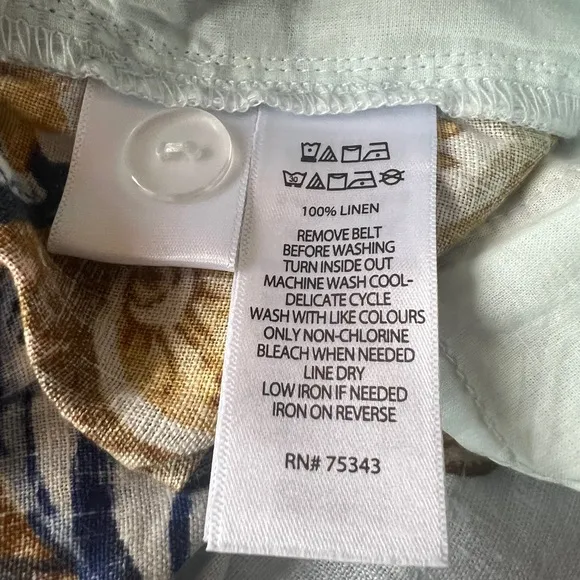 30
100% LINEN
REMOVE BELT
BEFORE WASHING
TURN INSIDE OUT
MACHINE WASH COOL-
DELICATE CYCLE
WASH WITH LIKE COLOURS
ONLY NON-CHLORINE
BLEACH WHEN NEEDED
LINE DRY
LOW IRON IF NEEDED
IRON ON REVERSE
RN# 75343